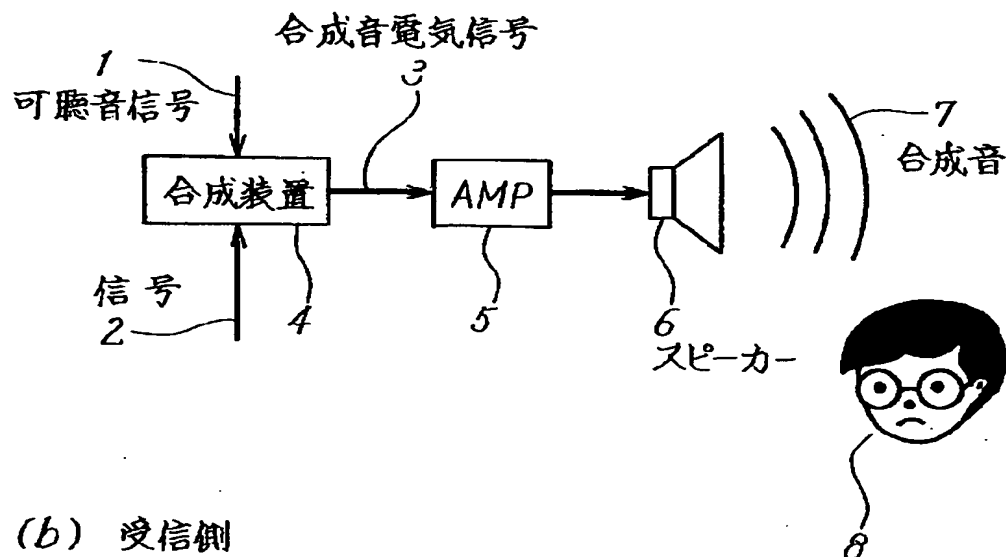 合成音電気信号
1
3
可聴音信号
7
合成音
合成装置
AMP
信号
2
4
5
6
スピーカー
8
(b) 受信側